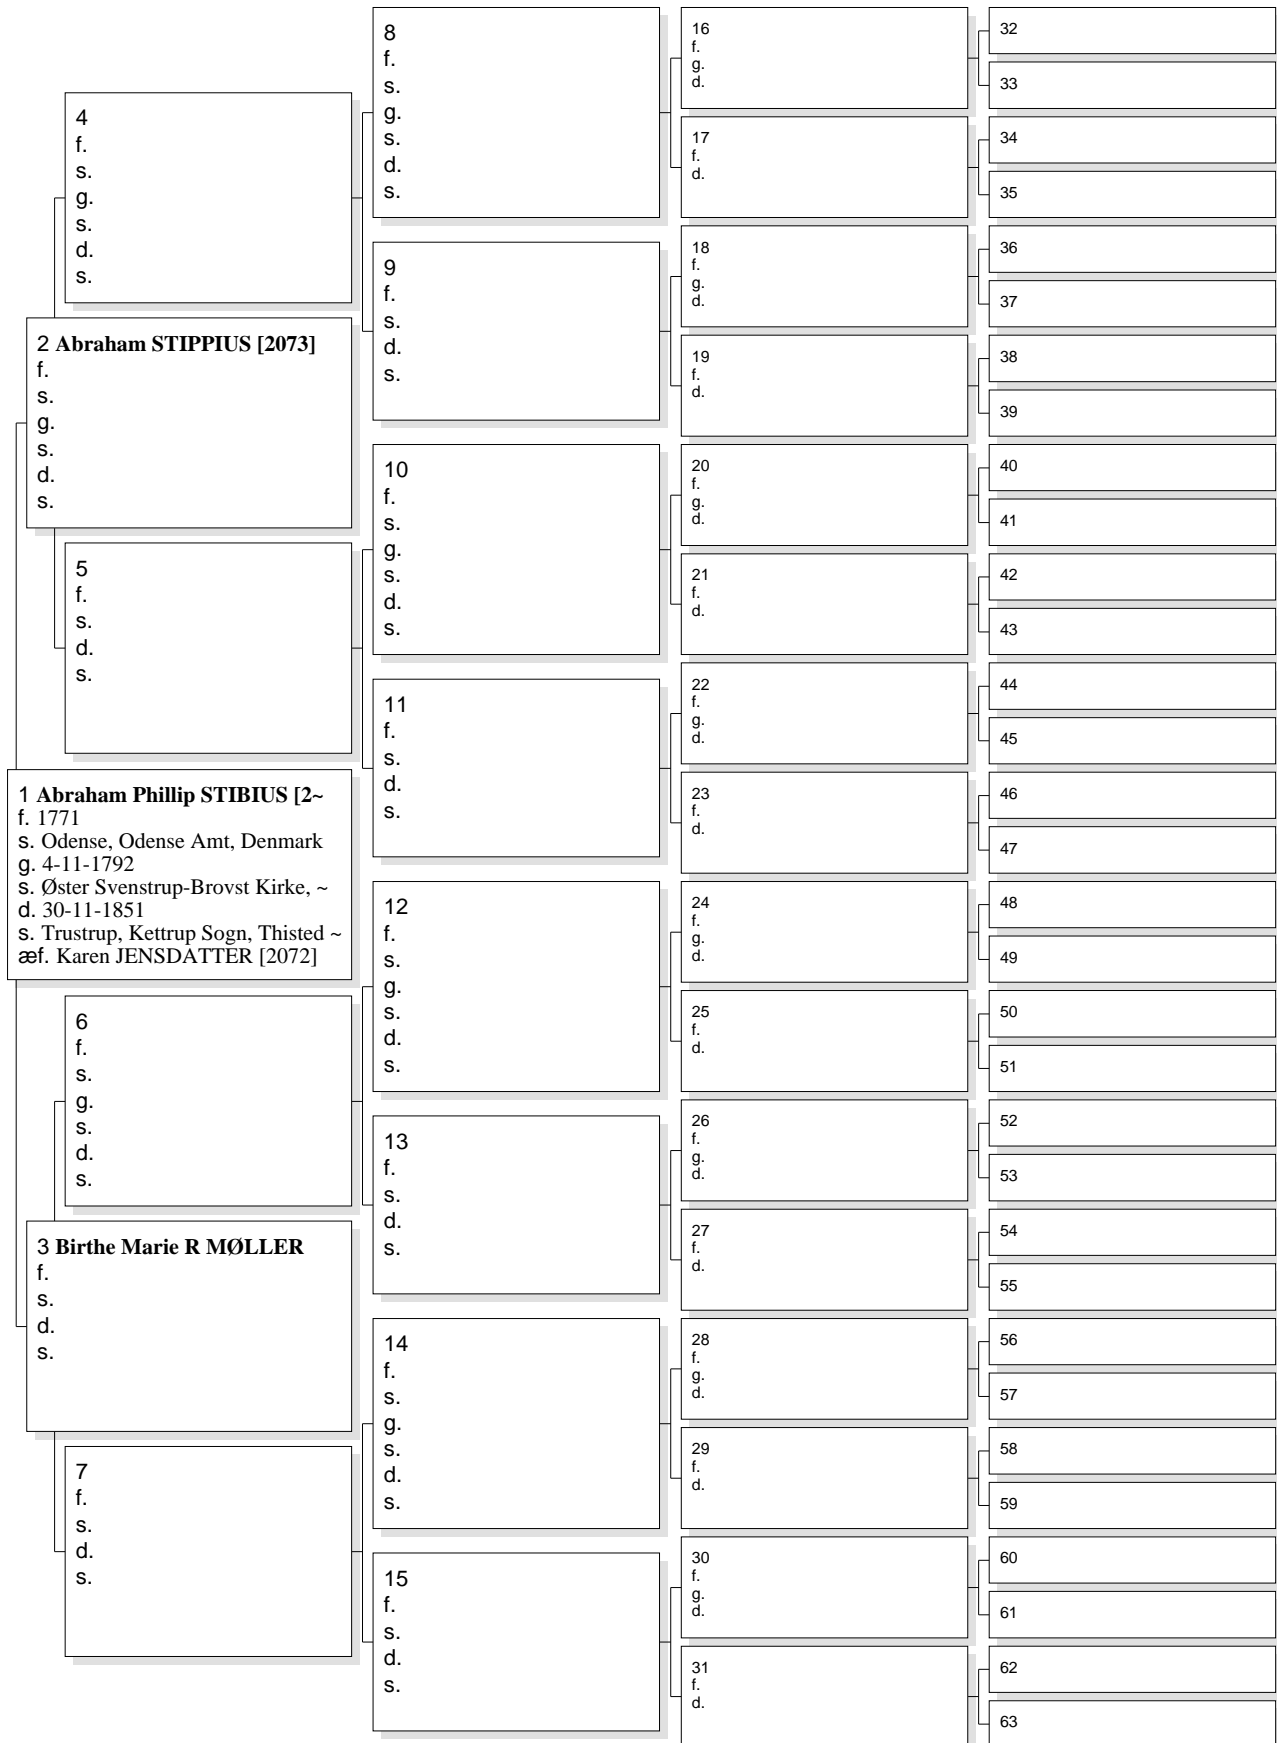 1 Abraham Phillip STIBIUS [2~
f. 1771
s. Odense, Odense Amt, Denmark
g. 4-11-1792
s. Øster Svenstrup-Brovst Kirke, ~
d. 30-11-1851
s. Trustrup, Kettrup Sogn, Thisted ~
æf. Karen JENSDATTER [2072]
2 Abraham STIPPIUS [2073]
f.
s.
g.
s.
d.
s.
3 Birthe Marie R MØLLER
f.
s.
d.
s.
4
f.
s.
g.
s.
d.
s.
5
f.
s.
d.
s.
6
f.
s.
g.
s.
d.
s.
7
f.
s.
d.
s.
8
f.
s.
g.
s.
d.
s.
9
f.
s.
d.
s.
10
f.
s.
g.
s.
d.
s.
11
f.
s.
d.
s.
12
f.
s.
g.
s.
d.
s.
13
f.
s.
d.
s.
14
f.
s.
g.
s.
d.
s.
15
f.
s.
d.
s.
16
f.
g.
d.
17
f.
d.
18
f.
g.
d.
19
f.
d.
20
f.
g.
d.
21
f.
d.
22
f.
g.
d.
23
f.
d.
24
f.
g.
d.
25
f.
d.
26
f.
g.
d.
27
f.
d.
28
f.
g.
d.
29
f.
d.
30
f.
g.
d.
31
f.
d.
32
33
34
35
36
37
38
39
40
41
42
43
44
45
46
47
48
49
50
51
52
53
54
55
56
57
58
59
60
61
62
63